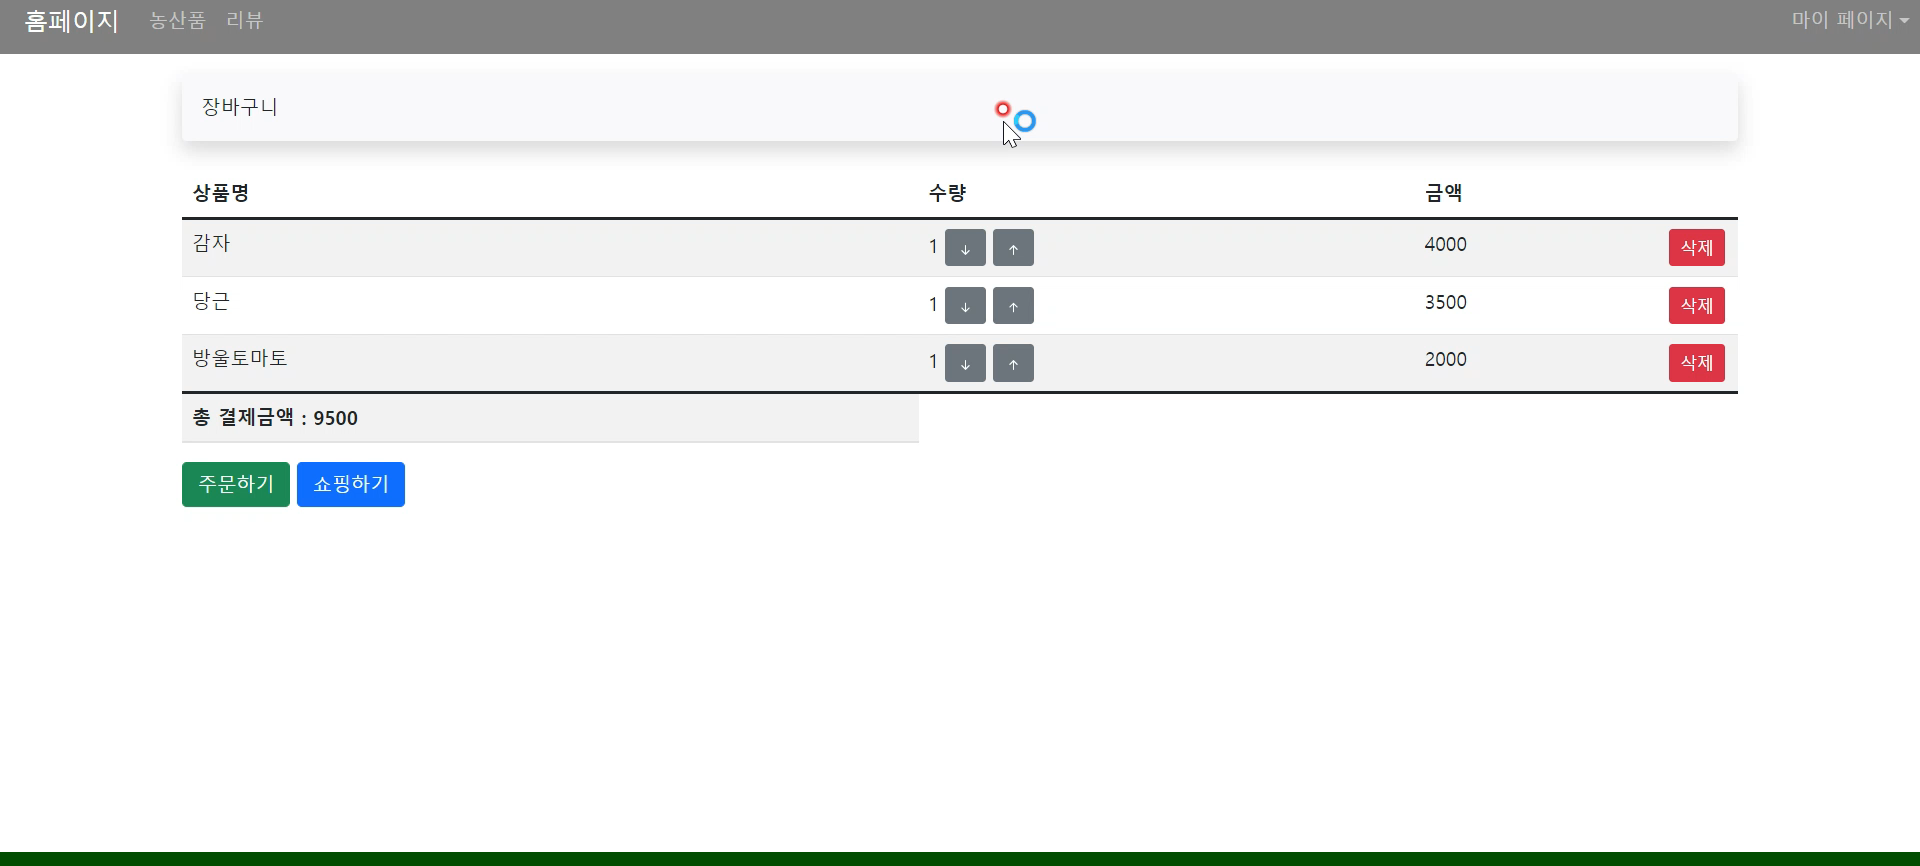 홈페이지 농산품 리뷰 마이 페이지
장바구니
상품명 수량 금액
감자 1 ↓ ↑ 4000 삭제
당근 1 ↓ ↑ 3500 삭제
방울토마토 1 ↓ ↑ 2000 삭제
총 결제금액 : 9500
주문하기 쇼핑하기